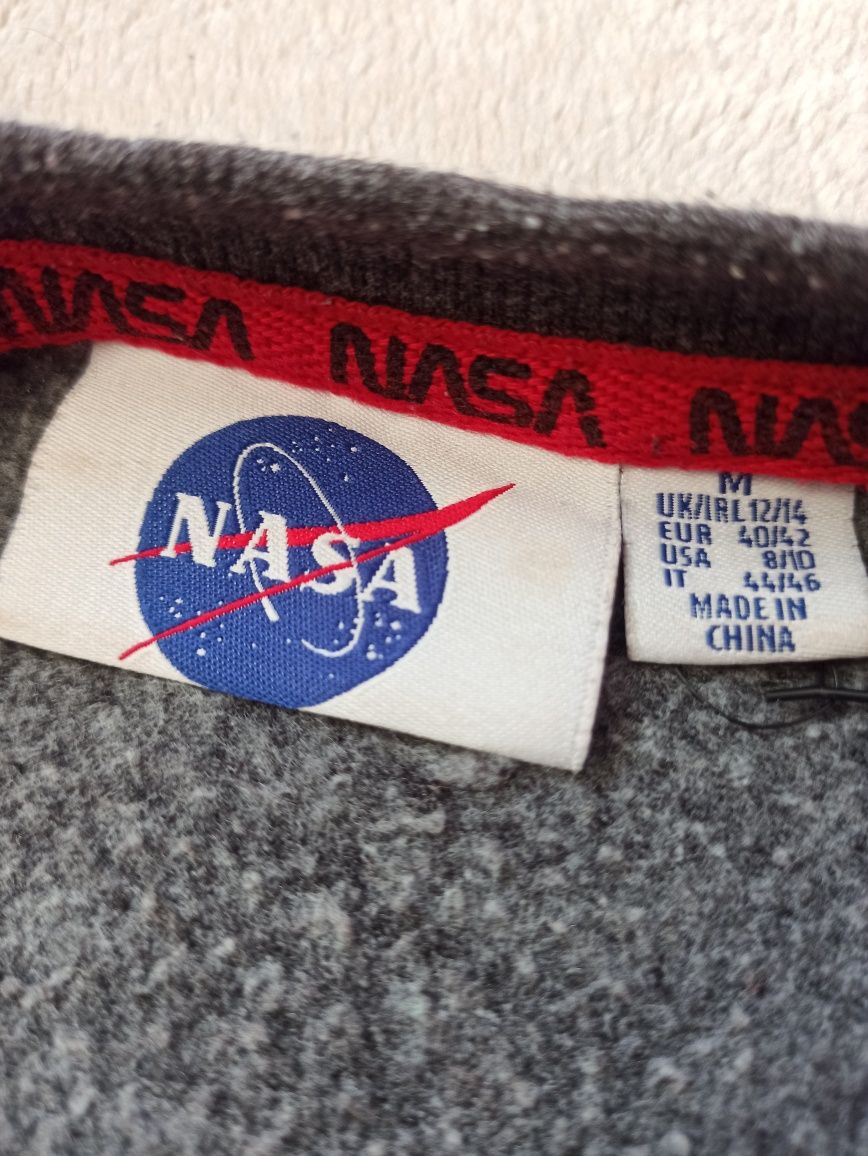 NASA NASA NASA
NASA
M
UK/IRL 12/14
EUR 40/42
USA 8/10
IT 44/46
MADE IN
CHINA